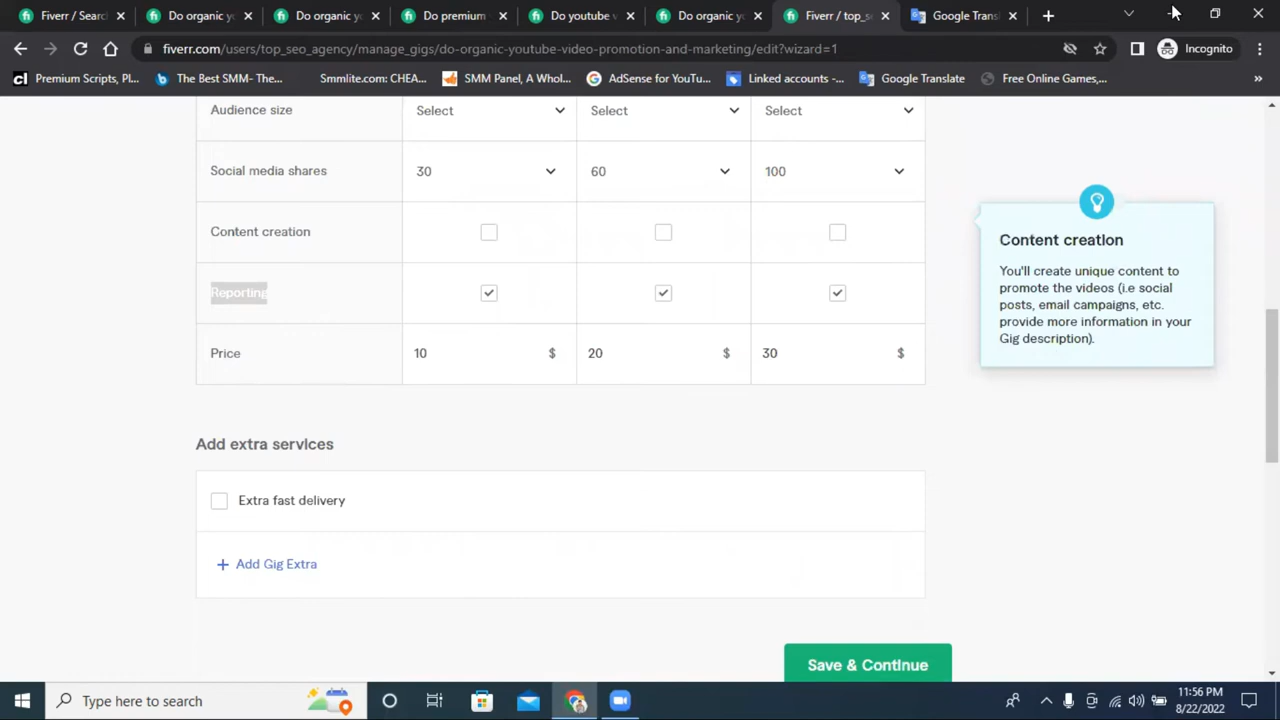 Fiverr / Sear
Do organic yo
Do organic yo
Do premium
Do youtube v
Do organic yo
Fiverr / top_se
Google Trans
fiverr.com/users/top_seo_agency/manage_gigs/do-organic-youtube-video-promotion-and-marketing/edit?wizard=1
Incognito
Premium Scripts, Pl...
The Best SMM- The...
Smmlite.com: CHEA...
SMM Panel, A Whol...
AdSense for YouTu...
Linked accounts -...
Google Translate
Free Online Games,...
»
Audience size
Select
Select
Select
Social media shares
30
60
100
Content creation
Reporting
Price
10 $
20 $
30 $
Content creation
You'll create unique content to
promote the videos (i.e social
posts, email campaigns, etc.
provide more information in your
Gig description).
Add extra services
Extra fast delivery
+ Add Gig Extra
Save & Continue
Type here to search
11:56 PM
8/22/2022